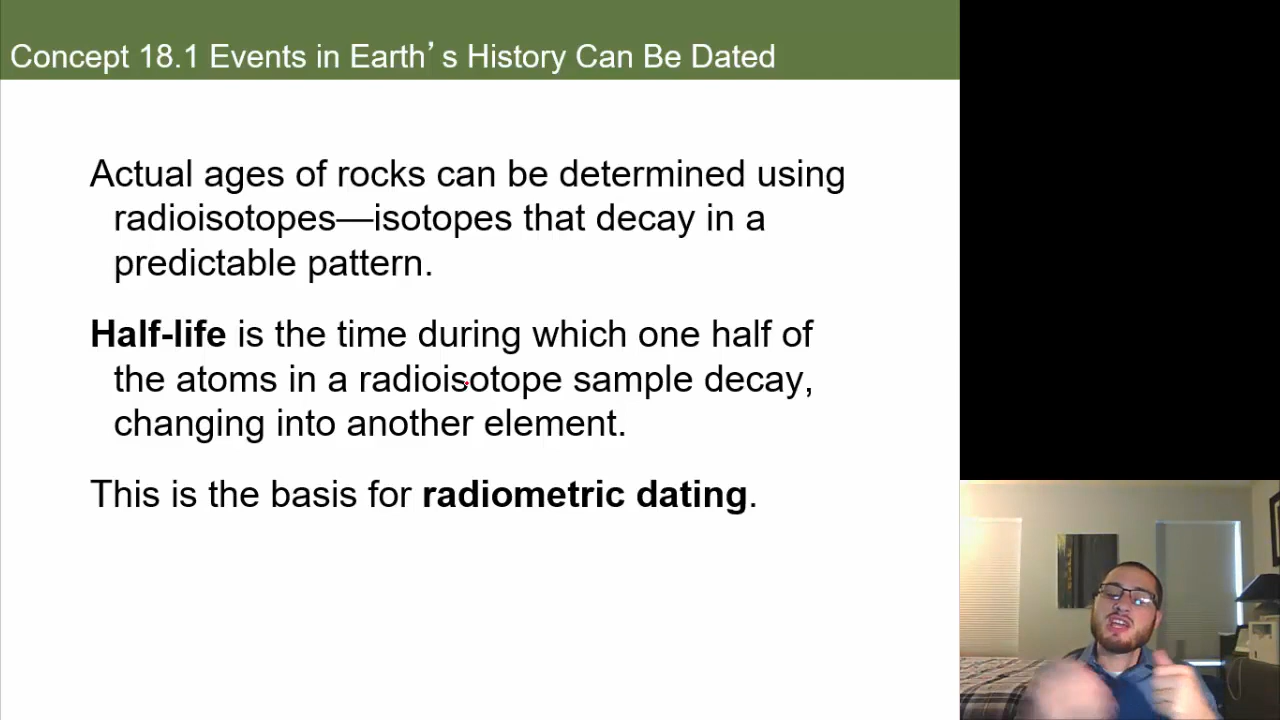 Concept 18.1 Events in Earth’s History Can Be Dated
Actual ages of rocks can be determined using
radioisotopes—isotopes that decay in a
predictable pattern.
Half-life is the time during which one half of
the atoms in a radioisotope sample decay,
changing into another element.
This is the basis for radiometric dating.